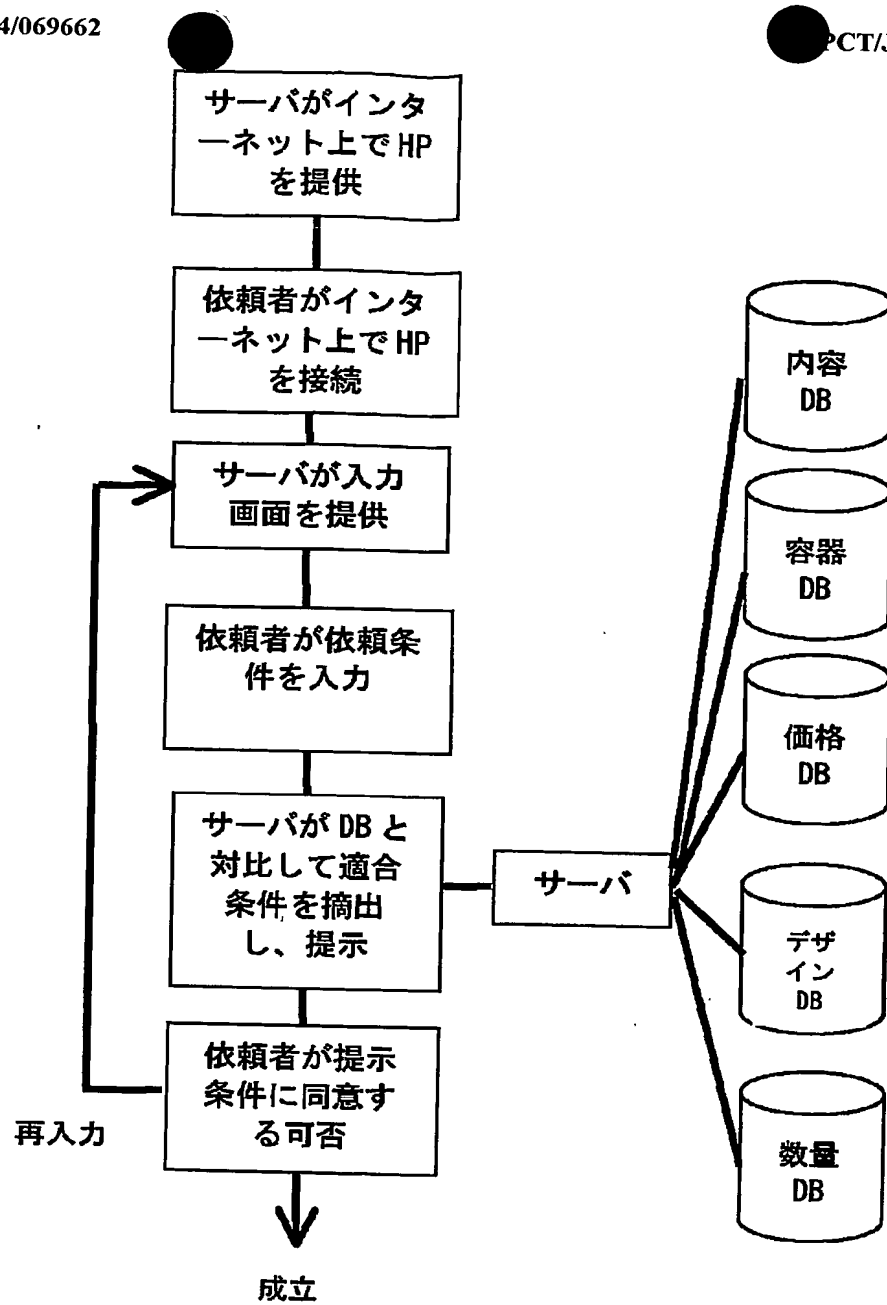 4/069662
PCT/J
サーバがインタ
ーネット上でHP
を提供
依頼者がインタ
ーネット上でHP
を接続
サーバが入力
画面を提供
依頼者が依頼条
件を入力
サーバがDBと
対比して適合
条件を摘出
し、提示
依頼者が提示
条件に同意す
る可否
再入力
成立
サーバ
内容
DB
容器
DB
価格
DB
デザ
イン
DB
数量
DB